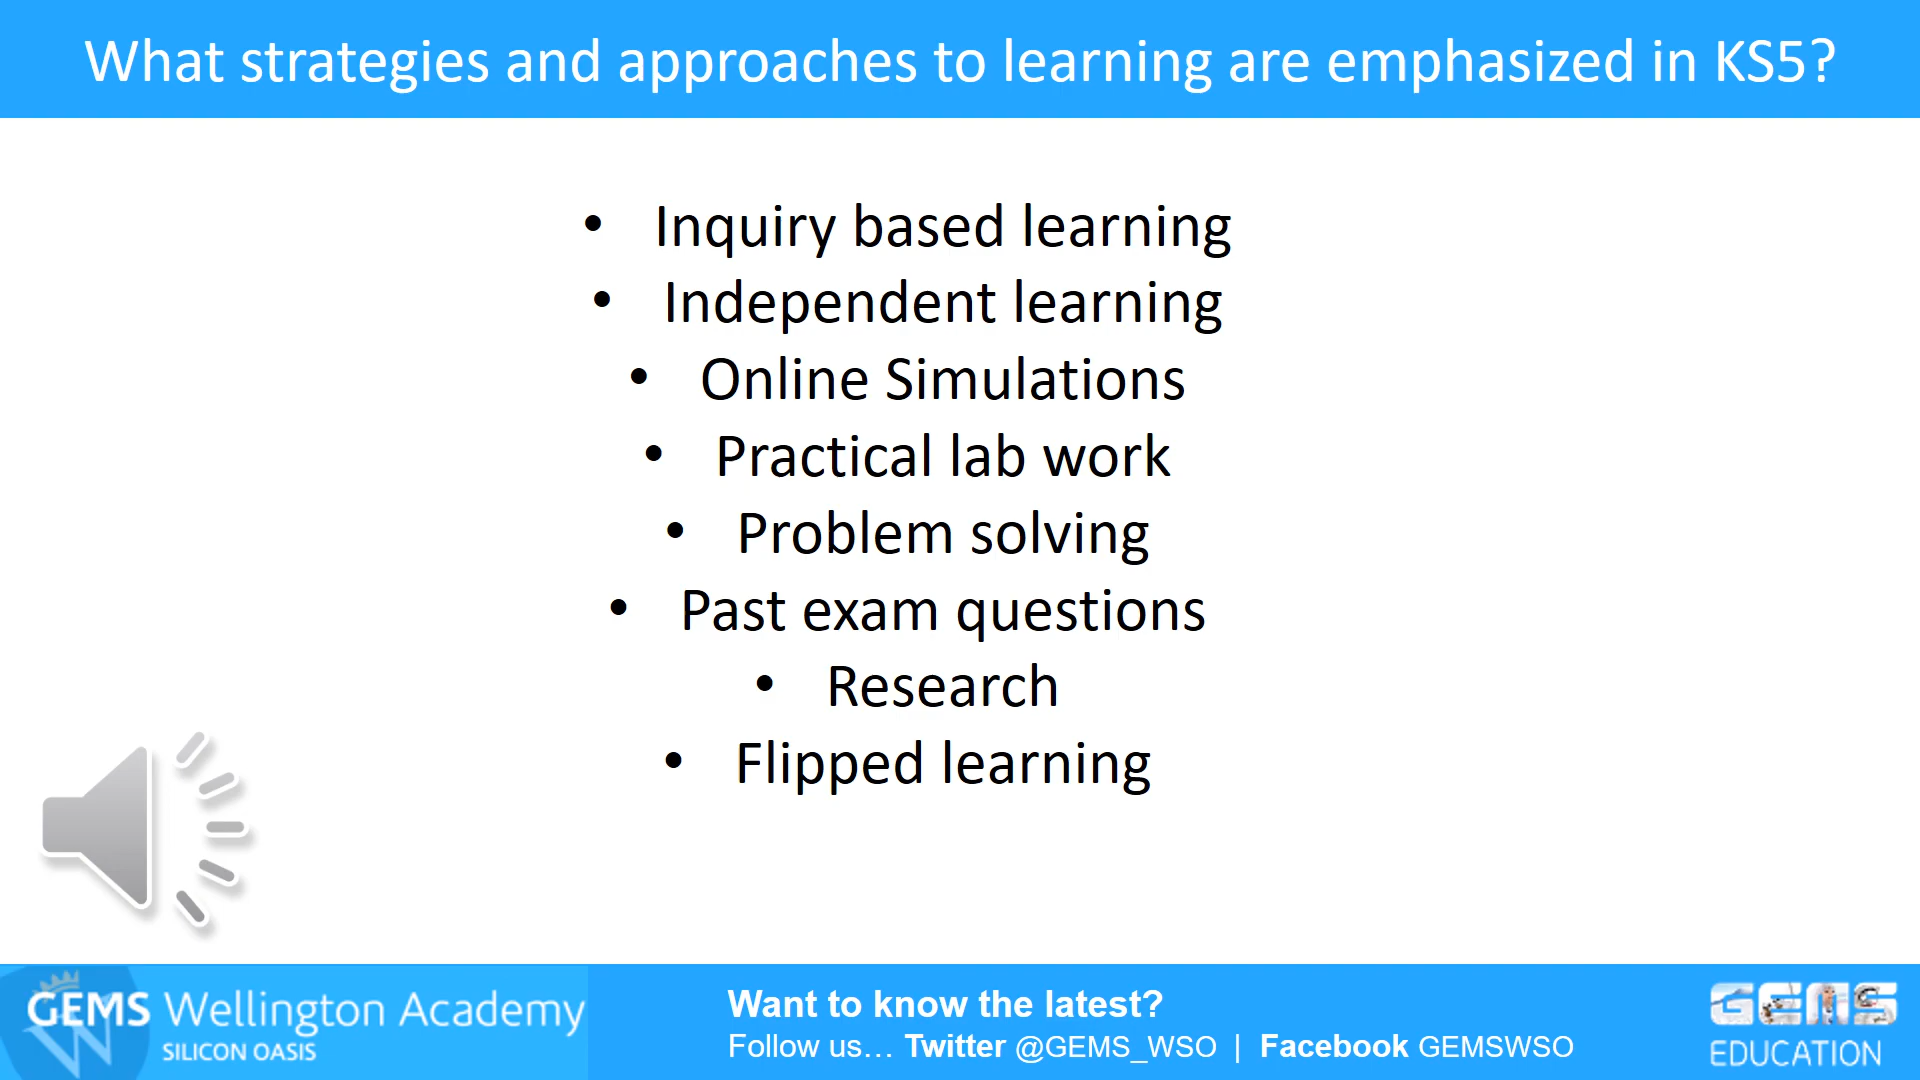 What strategies and approaches to learning are emphasized in KS5?
• Inquiry based learning
• Independent learning
• Online Simulations
• Practical lab work
• Problem solving
• Past exam questions
• Research
• Flipped learning
GEMS Wellington Academy
SILICON OASIS
Want to know the latest?
Follow us... Twitter @GEMS_WSO | Facebook GEMSWSO
GEMS
EDUCATION